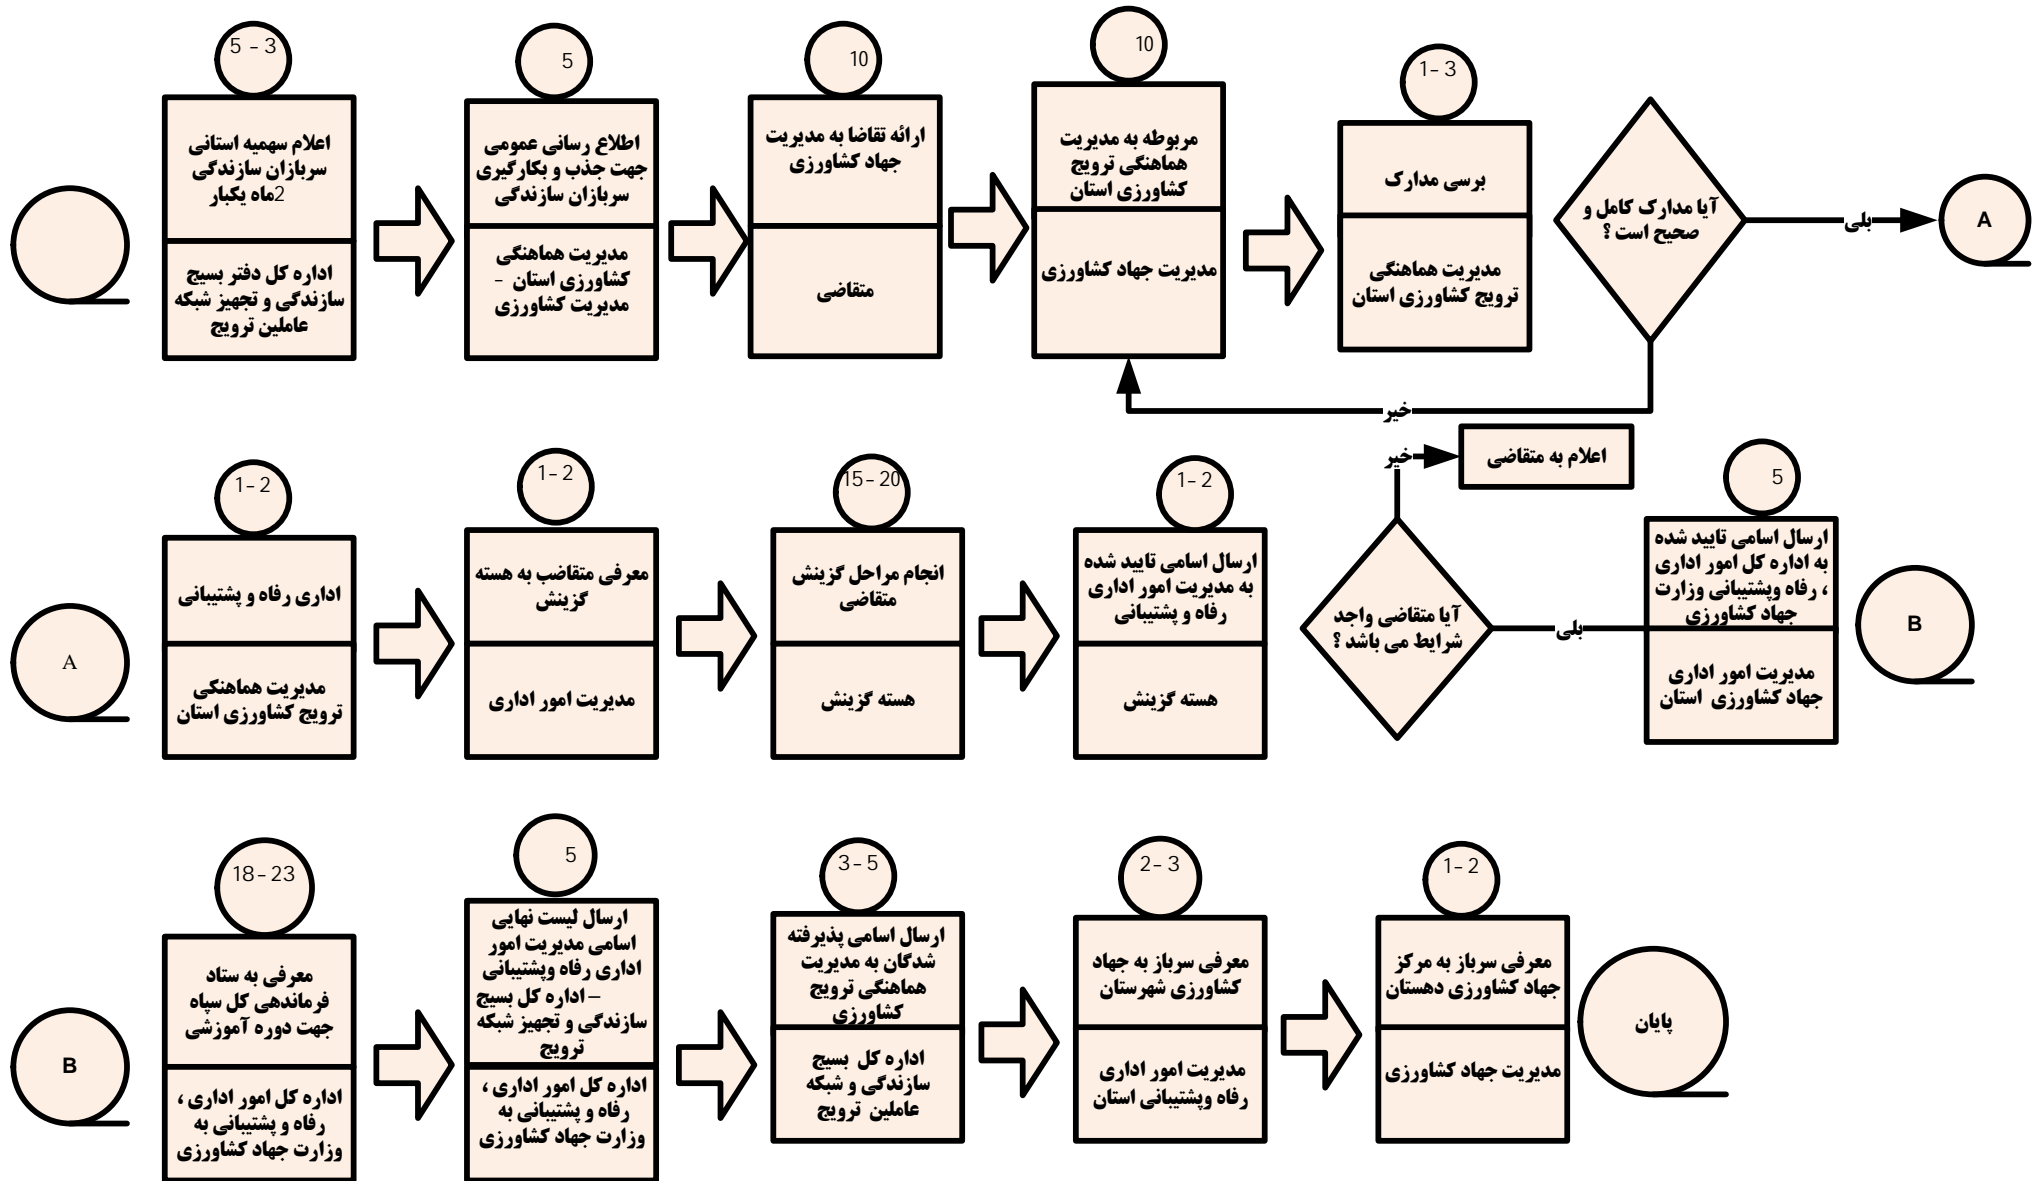 5 - 3
اعلام سهمیه استانی
سربازان سازندگی
2ماه یکبار
اداره کل دفتر بسیج
سازندگی و تجهیز شبکه
عاملین ترویج
5
اطلاع رسانی عمومی
جهت جذب و بکارگیری
سربازان سازندگی
مدیریت هماهنگی
کشاورزی استان -
مدیریت کشاورزی
10
ارائه تقاضا به مدیریت
جهاد کشاورزی
متقاضی
10
مربوطه به مدیریت
هماهنگی ترویج
کشاورزی استان
مدیریت جهاد کشاورزی
1- 3
برسی مدارک
مدیریت هماهنگی
ترویج کشاورزی استان
آیا مدارک کامل و
صحیح است ؟
بلی
A
خیر
A
1- 2
اداری رفاه و پشتیبانی
مدیریت هماهنکی
ترویج کشاورزی استان
1- 2
معرفی متقاضب به هسته
گزینش
مدیریت امور اداری
15- 20
انجام مراحل گزینش
متقاضی
هسته گزینش
1- 2
ارسال اسامی تایید شده
به مدیریت امور اداری
رفاه و پشتیبانی
هسته گزینش
آیا متقاضی واجد
شرایط می باشد ؟
خیر
اعلام به متقاضی
بلی
5
ارسال اسامی تایید شده
به اداره کل امور اداری
، رفاه وپشتیبانی وزارت
جهاد کشاورزی
مدیریت امور اداری
جهاد کشاورزی استان
B
B
18- 23
معرفی به ستاد
فرماندهی کل سپاه
جهت دوره آموزشی
اداره کل امور اداری ،
رفاه و پشتیبانی به
وزارت جهاد کشاورزی
5
ارسال لیست نهایی
اسامی مدیریت امور
اداری رفاه وپشتیبانی
– اداره کل بسیج
سازندگی و تجهیز شبکه
ترویج
اداره کل امور اداری ،
رفاه و پشتیبانی به
وزارت جهاد کشاورزی
3- 5
ارسال اسامی پذیرفته
شدگان به مدیریت
هماهنگی ترویج
کشاورزی
اداره کل بسیج
سازندگی و شبکه
عاملین ترویج
2- 3
معرفی سرباز به جهاد
کشاورزی شهرستان
مدیریت امور اداری
رفاه وپشتیبانی استان
1- 2
معرفی سرباز به مرکز
جهاد کشاورزی دهستان
مدیریت جهاد کشاورزی
پایان